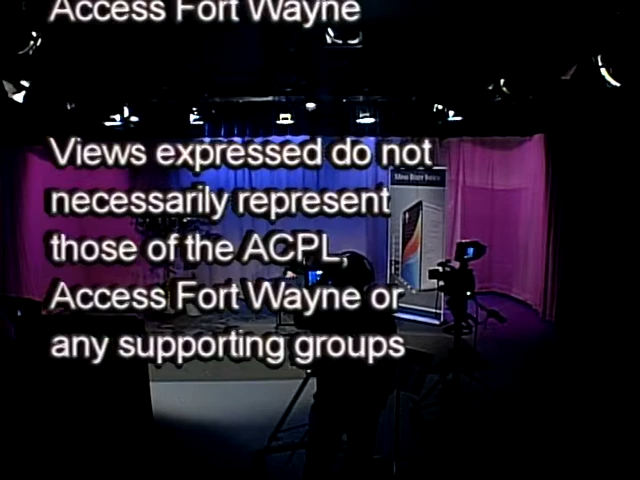 Access Fort Wayne
Views expressed do not
necessarily represent
those of the ACPL,
Access Fort Wayne or
any supporting groups